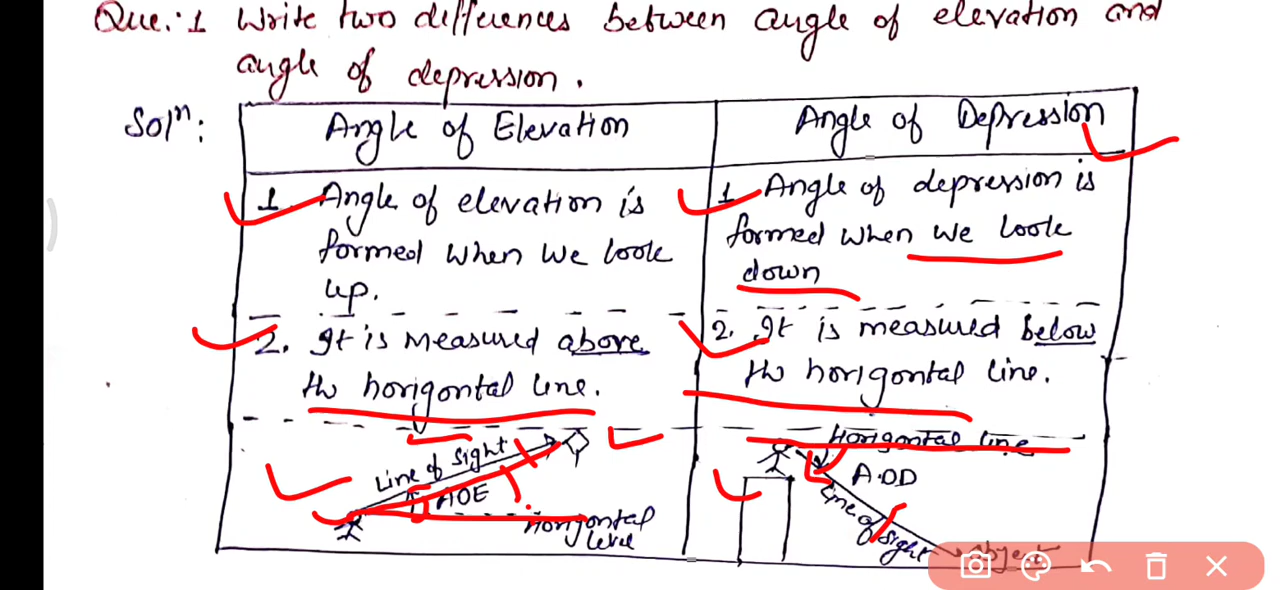 Que:1 Write two differences between angle of elevation and
angle of depression.
Solⁿ:
Angle of Elevation
Angle of Depression
1. Angle of elevation is
formed when we look
up.
1. Angle of depression is
formed when we look
down
2. It is measured above
the horizontal line.
2. It is measured below
the horizontal line.
Line of sight
AOE
Horizontal
line
Horizontal line
A.O.D
Line of sight
object